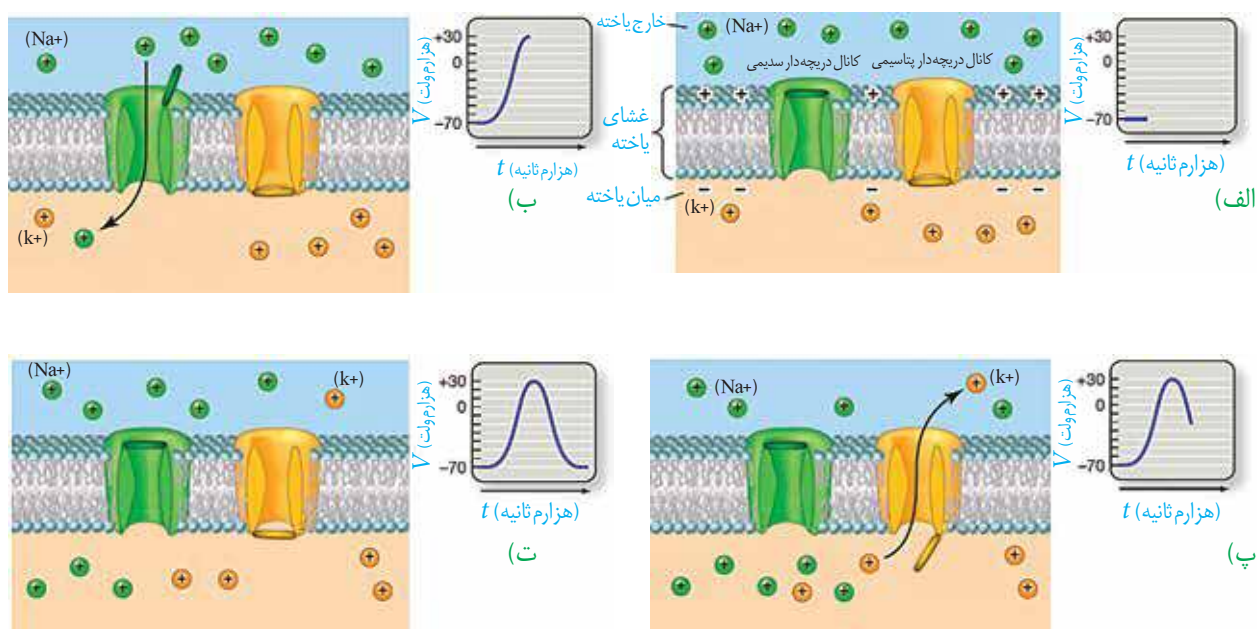 خارج یاخته
(Na+)
کانال دریچه‌دار سدیمی
کانال دریچه‌دار پتاسیمی
غشای
یاخته
میان یاخته
(k+)
+30
0
-70
V (هزارم ولت)
t (هزارم ثانیه)
الف)
(Na+)
(k+)
+30
0
-70
V (هزارم ولت)
t (هزارم ثانیه)
ب)
(Na+)
(k+)
+30
0
-70
V (هزارم ولت)
t (هزارم ثانیه)
پ)
(Na+)
(k+)
+30
0
-70
V (هزارم ولت)
t (هزارم ثانیه)
ت)